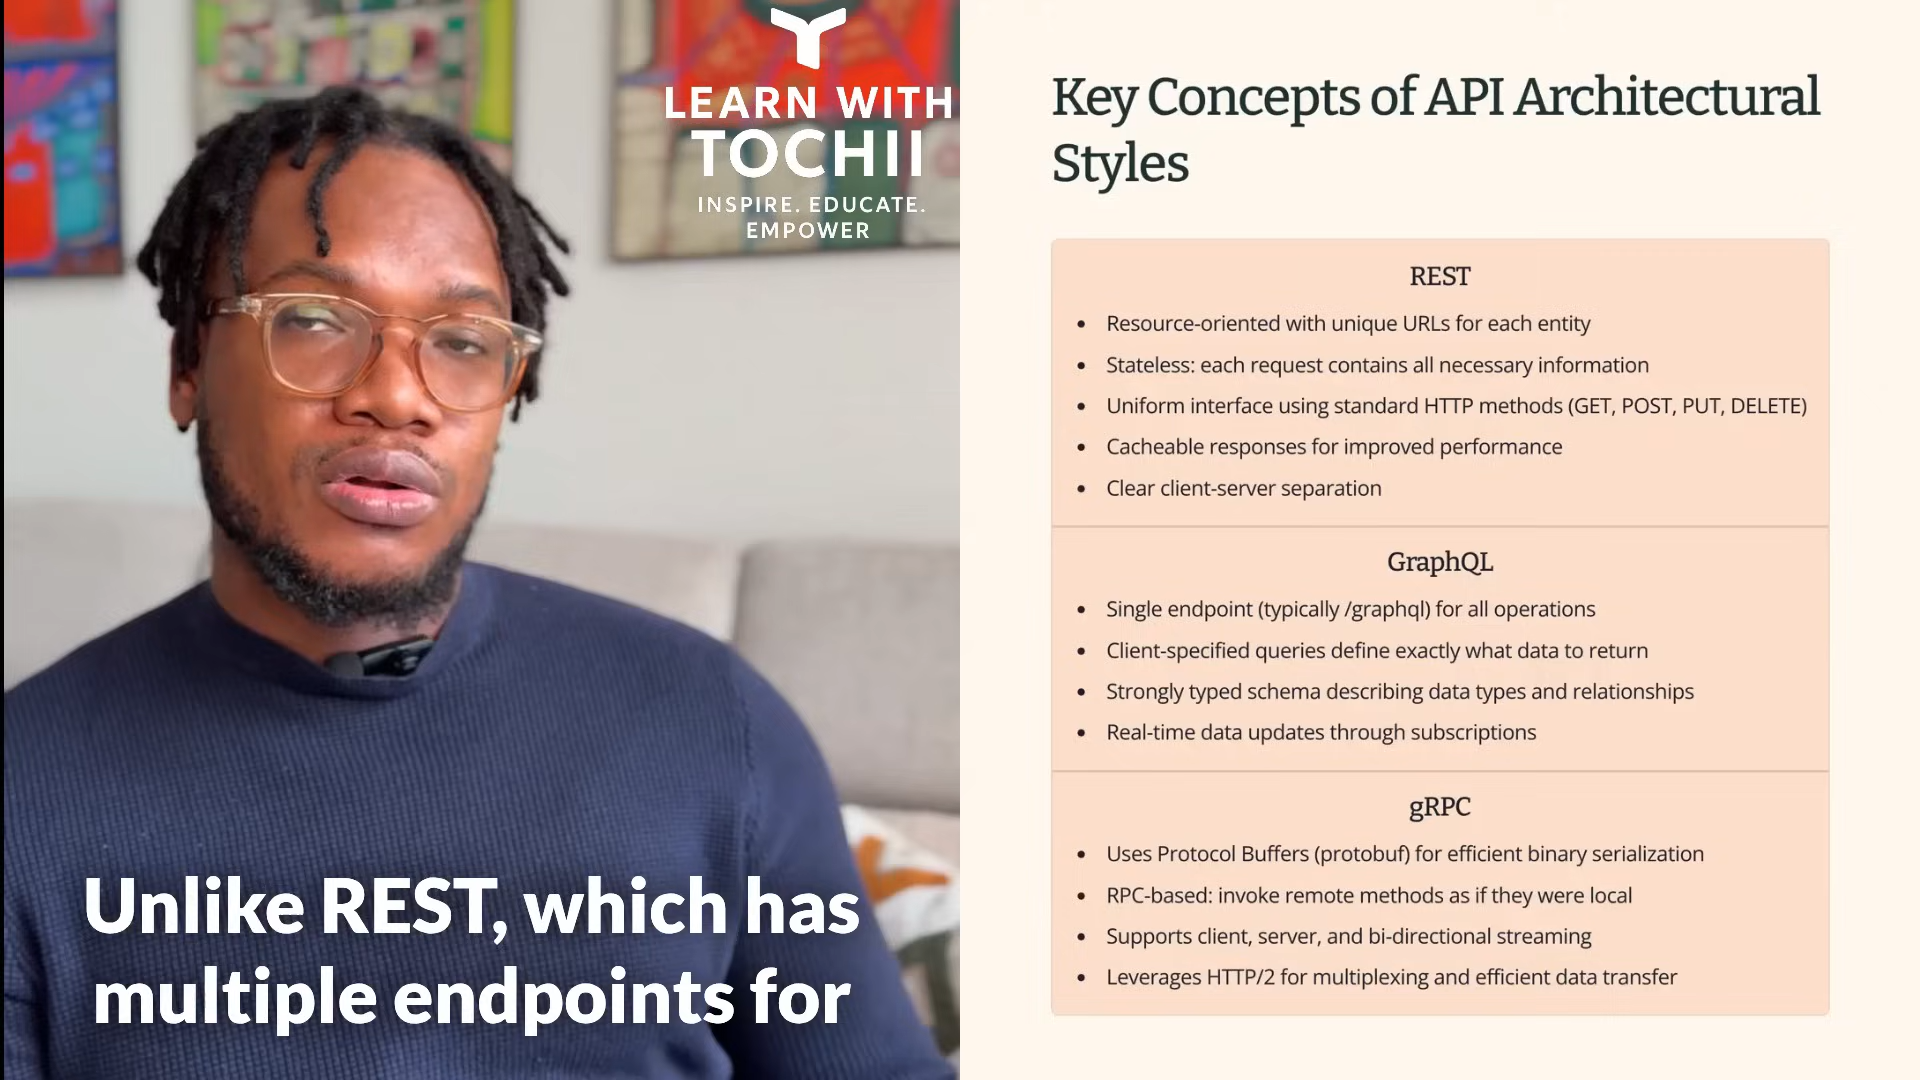 LEARN WITH
TOCHII
INSPIRE. EDUCATE.
EMPOWER
Unlike REST, which has
multiple endpoints for
Key Concepts of API Architectural
Styles
REST
• Resource-oriented with unique URLs for each entity
• Stateless: each request contains all necessary information
• Uniform interface using standard HTTP methods (GET, POST, PUT, DELETE)
• Cacheable responses for improved performance
• Clear client-server separation
GraphQL
• Single endpoint (typically /graphql) for all operations
• Client-specified queries define exactly what data to return
• Strongly typed schema describing data types and relationships
• Real-time data updates through subscriptions
gRPC
• Uses Protocol Buffers (protobuf) for efficient binary serialization
• RPC-based: invoke remote methods as if they were local
• Supports client, server, and bi-directional streaming
• Leverages HTTP/2 for multiplexing and efficient data transfer